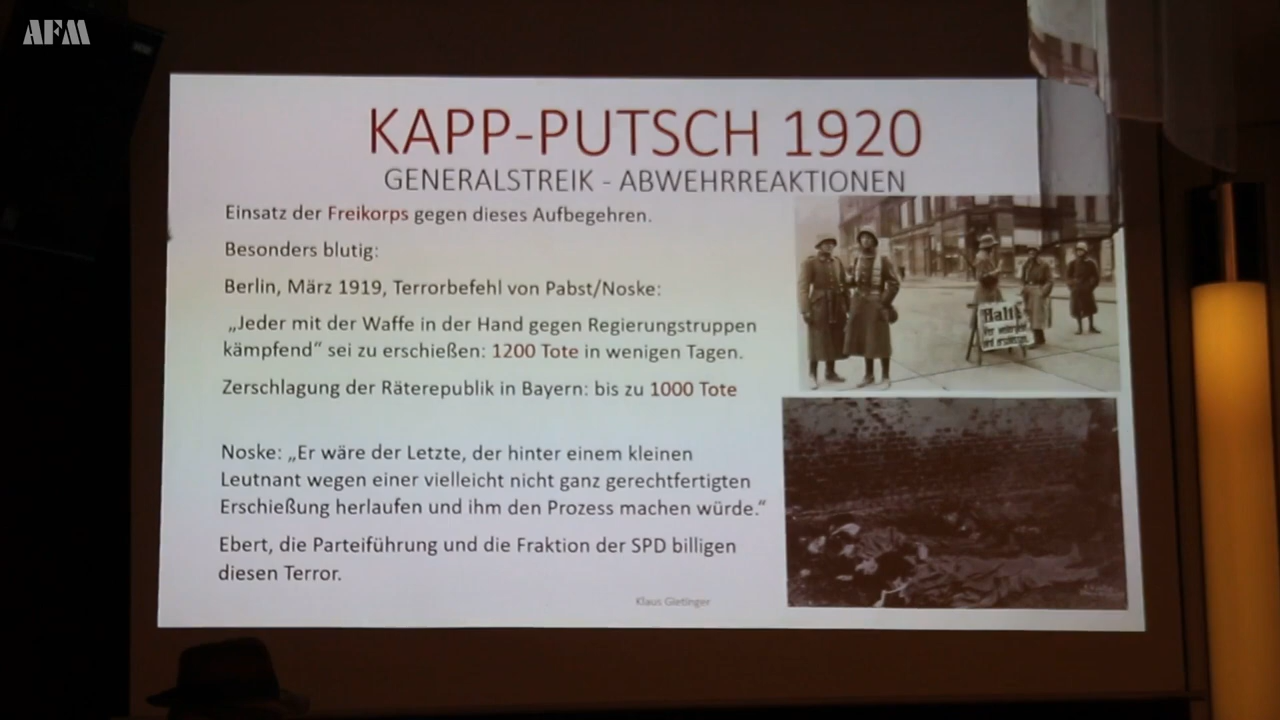 AFM
KAPP-PUTSCH 1920
GENERALSTREIK - ABWEHRREAKTIONEN
Einsatz der Freikorps gegen dieses Aufbegehren.
Besonders blutig:
Berlin, März 1919, Terrorbefehl von Pabst/Noske:
„Jeder mit der Waffe in der Hand gegen Regierungstruppen
kämpfend“ sei zu erschießen: 1200 Tote in wenigen Tagen.
Zerschlagung der Räterepublik in Bayern: bis zu 1000 Tote
Halt!
Wer weitergeht
wird erschossen
Noske: „Er wäre der Letzte, der hinter einem kleinen
Leutnant wegen einer vielleicht nicht ganz gerechtfertigten
Erschießung herlaufen und ihm den Prozess machen würde.“
Ebert, die Parteiführung und die Fraktion der SPD billigen
diesen Terror.
Klaus Gietinger